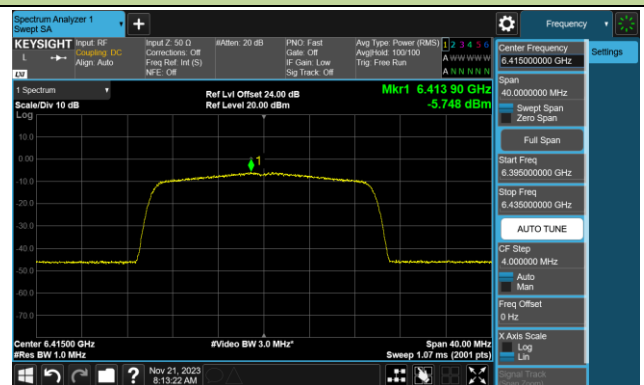 Spectrum Analyzer 1
Swept SA
Frequency
KEYSIGHT
L
Input: RF
Coupling: DC
Align: Auto
Input Z: 50 Ω
Corrections: Off
Freq Ref: Int (S)
NFE: Off
#Atten: 20 dB
PNO: Fast
Gate: Off
IF Gain: Low
Sig Track: Off
Avg Type: Power (RMS)
Avg|Hold: 100/100
Trig: Free Run
1 2 3 4 5 6
A W W W W W
A N N N N N
LXI
1 Spectrum
Scale/Div 10 dB
Ref Lvl Offset 24.00 dB
Ref Level 20.00 dBm
Mkr1 6.413 90 GHz
-5.748 dBm
Log
10.0
0.00
-10.0
-20.0
-30.0
-40.0
-50.0
-60.0
-70.0
1
Center 6.41500 GHz
#Res BW 1.0 MHz
#Video BW 3.0 MHz*
Span 40.00 MHz
Sweep 1.07 ms (2001 pts)
Center Frequency
6.415000000 GHz
Settings
Span
40.0000000 MHz
Swept Span
Zero Span
Full Span
Start Freq
6.395000000 GHz
Stop Freq
6.435000000 GHz
AUTO TUNE
CF Step
4.000000 MHz
Auto
Man
Freq Offset
0 Hz
X Axis Scale
Log
Lin
Signal Track
(Span Zoom)
?
Nov 21, 2023
8:13:22 AM